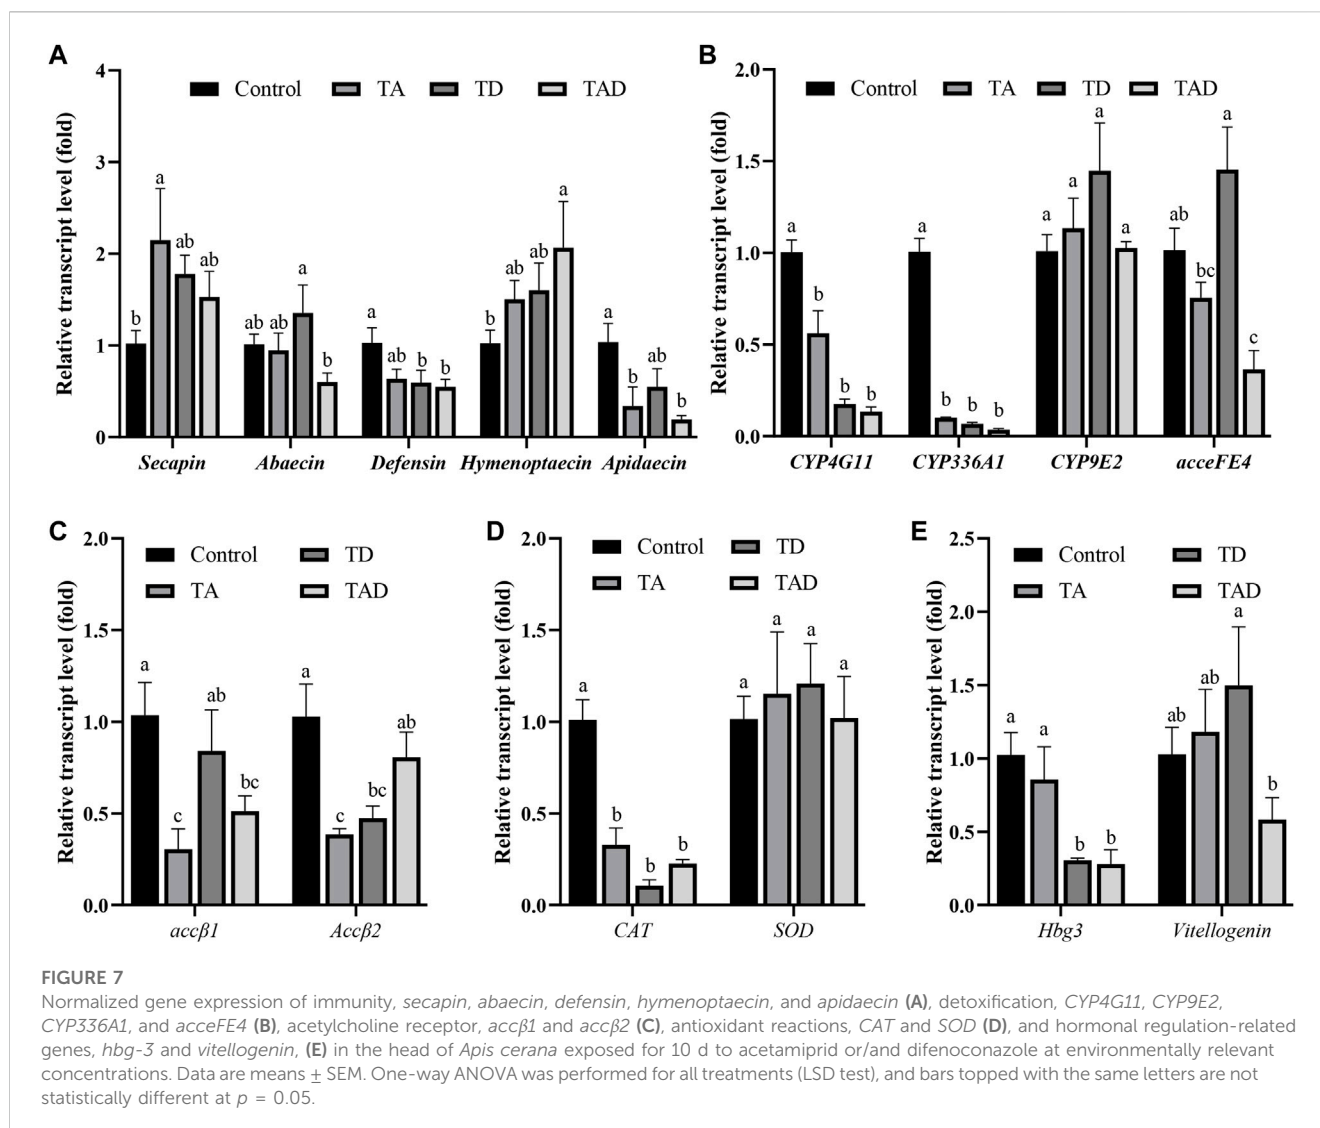 A
Control TA TD TAD
Relative transcript level (fold)
4
3
2
1
0
b a ab ab
ab ab a b
a ab b b
b ab ab a
a b ab b
Secapin Abaecin Defensin Hymenoptaecin Apidaecin
B
Control TA TD TAD
Relative transcript level (fold)
2.0
1.5
1.0
0.5
0.0
a b b b
a b b b
a a a a
ab bc a c
CYP4G11 CYP336A1 CYP9E2 acceFE4
C
Control TD
TA TAD
Relative transcript level (fold)
2.0
1.5
1.0
0.5
0.0
a c ab bc
a c bc ab
accβ1 Accβ2
D
Control TD
TA TAD
Relative transcript level (fold)
2.0
1.5
1.0
0.5
0.0
a b b b
a a a a
CAT SOD
E
Control TD
TA TAD
Relative transcript level (fold)
2.5
2.0
1.5
1.0
0.5
0.0
a a b b
ab ab a b
Hbg3 Vitellogenin
FIGURE 7
Normalized gene expression of immunity, secapin, abaecin, defensin, hymenoptaecin, and apidaecin (A), detoxification, CYP4G11, CYP9E2,
CYP336A1, and acceFE4 (B), acetylcholine receptor, accβ1 and accβ2 (C), antioxidant reactions, CAT and SOD (D), and hormonal regulation-related
genes, hbg-3 and vitellogenin, (E) in the head of Apis cerana exposed for 10 d to acetamiprid or/and difenoconazole at environmentally relevant
concentrations. Data are means ± SEM. One-way ANOVA was performed for all treatments (LSD test), and bars topped with the same letters are not
statistically different at p = 0.05.